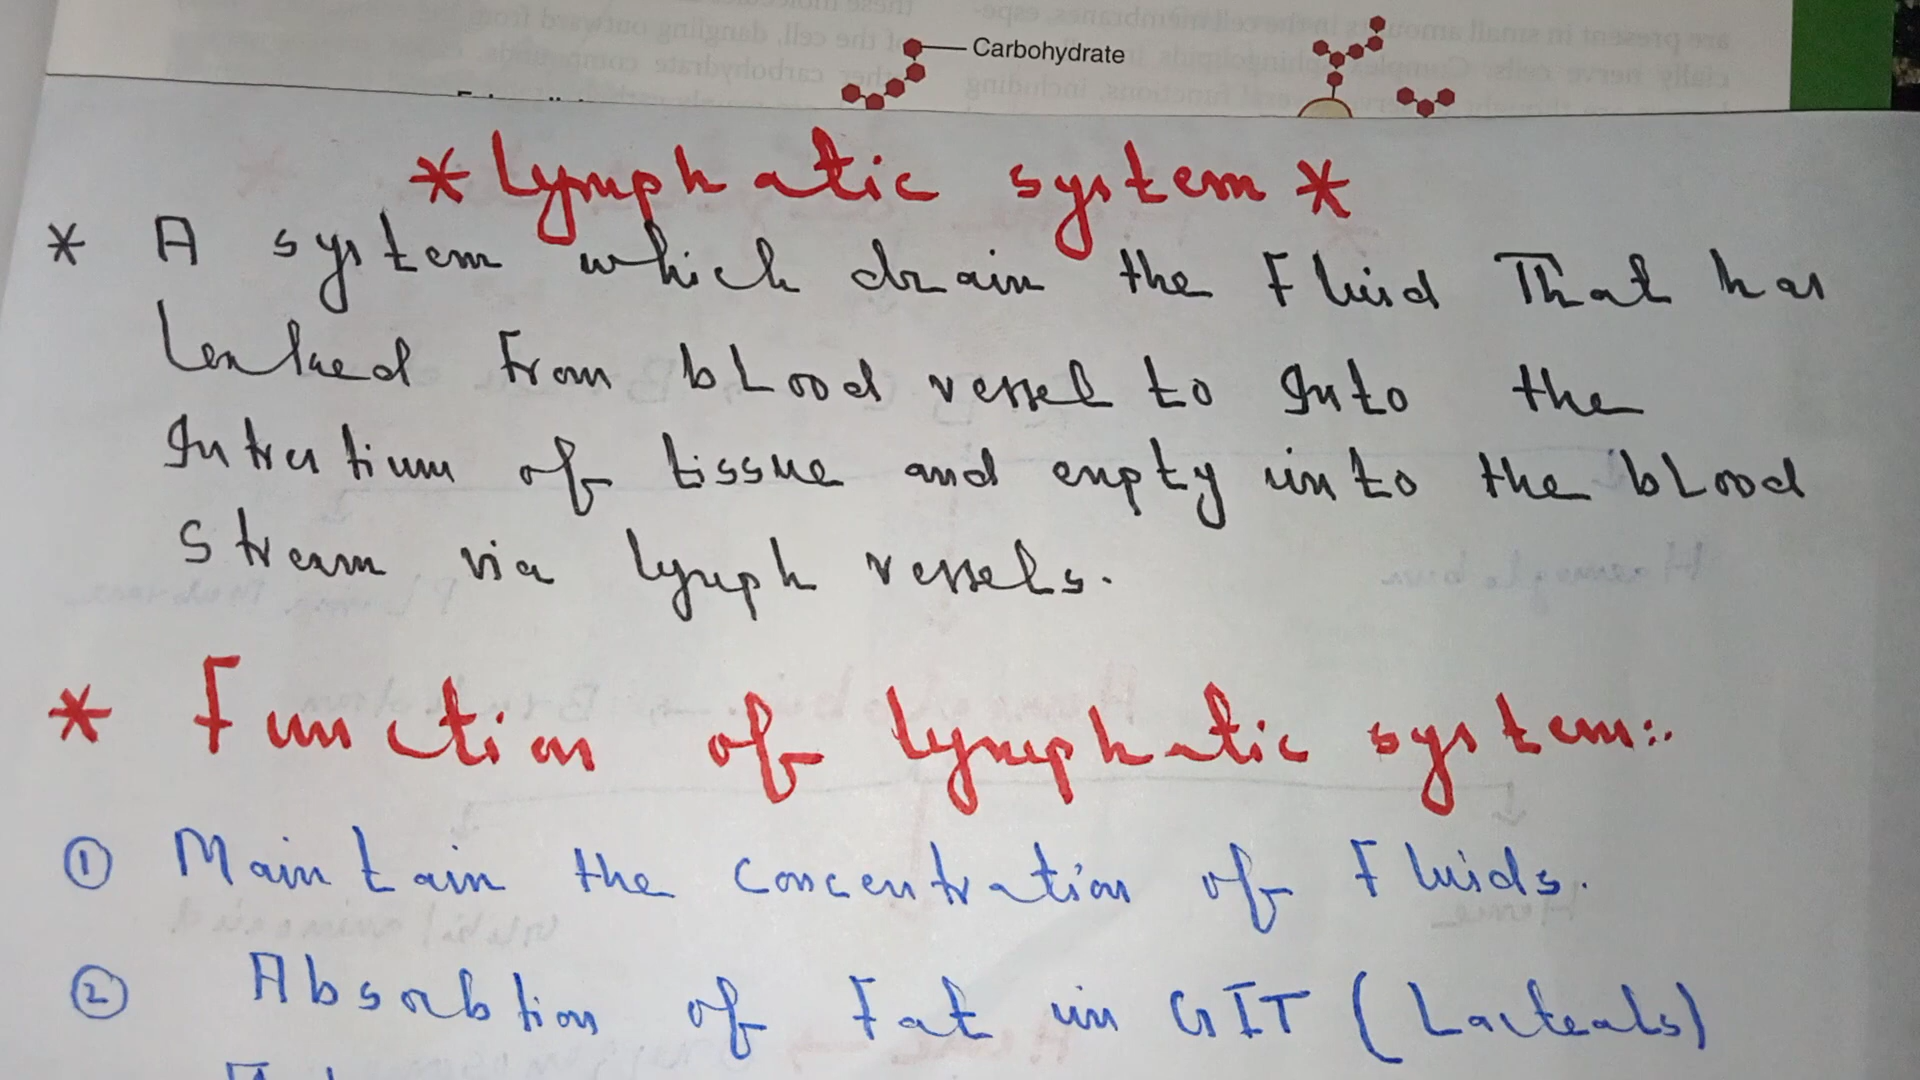 Carbohydrate
* Lymphatic system *
* A system which drain the Fluid That has
Leaked From bLood vessel to Into the
Intrestium of tissue and empty into the bLood
Stream via lymph vessels.
* Function of lymphatic system:.
① Maintain the concentration of Fluids.
② Absorbtion of Fat in GIT (Lacteals)